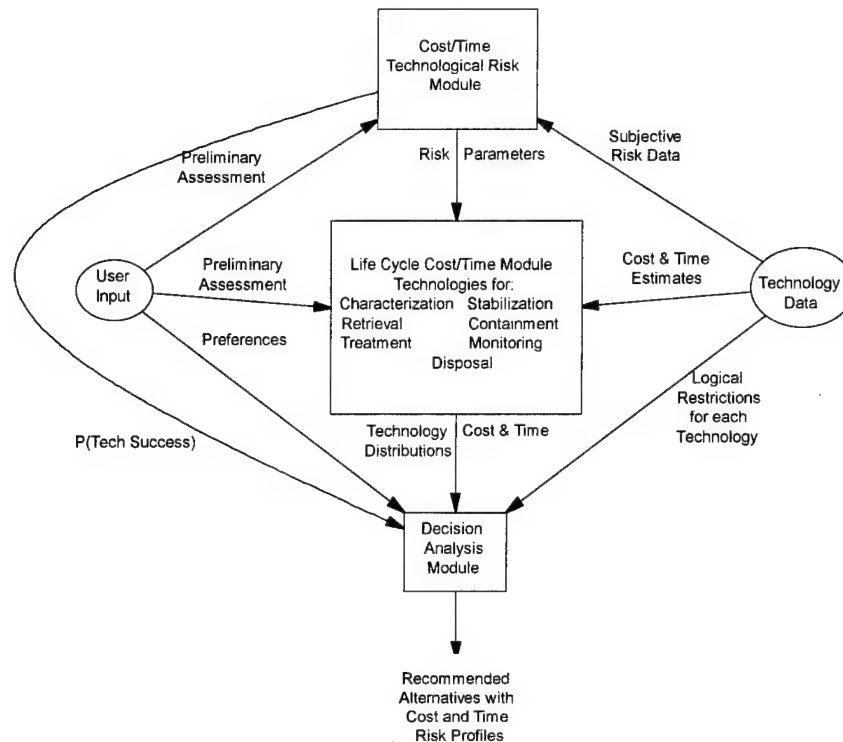 Cost/Time
Technological Risk
Module
Preliminary
Assessment
Risk Parameters
Subjective
Risk Data
User
Input
Preliminary
Assessment
Preferences
Life Cycle Cost/Time Module
Technologies for:
Characterization Stabilization
Retrieval Containment
Treatment Monitoring
Disposal
Cost & Time
Estimates
Technology
Data
Logical
Restrictions
for each
Technology
P(Tech Success)
Technology Cost & Time
Distributions
Decision
Analysis
Module
Recommended
Alternatives with
Cost and Time
Risk Profiles